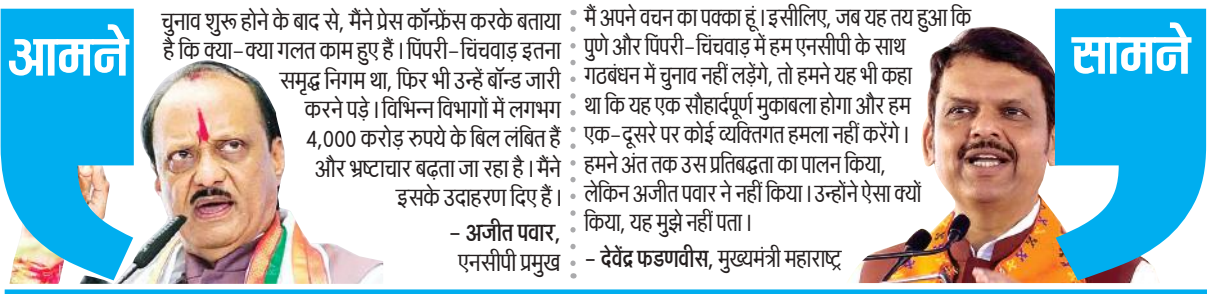 आमने
चुनाव शुरू होने के बाद से, मैंने प्रेस कॉन्फ्रेंस करके बताया
है कि क्या-क्या गलत काम हुए हैं। पिंपरी-चिंचवाड़ इतना
समृद्ध निगम था, फिर भी उन्हें बॉन्ड जारी
करने पड़े। विभिन्न विभागों में लगभग
4,000 करोड़ रुपये के बिल लंबित हैं
और भ्रष्टाचार बढ़ता जा रहा है। मैंने
इसके उदाहरण दिए हैं।
- अजीत पवार,
एनसीपी प्रमुख
मैं अपने वचन का पक्का हूं। इसीलिए, जब यह तय हुआ कि
पुणे और पिंपरी-चिंचवाड़ में हम एनसीपी के साथ
गठबंधन में चुनाव नहीं लड़ेंगे, तो हमने यह भी कहा
था कि यह एक सौहार्दपूर्ण मुकाबला होगा और हम
एक-दूसरे पर कोई व्यक्तिगत हमला नहीं करेंगे।
हमने अंत तक उस प्रतिबद्धता का पालन किया,
लेकिन अजीत पवार ने नहीं किया। उन्होंने ऐसा क्यों
किया, यह मुझे नहीं पता।
- देवेंद्र फडणवीस, मुख्यमंत्री महाराष्ट्र
सामने